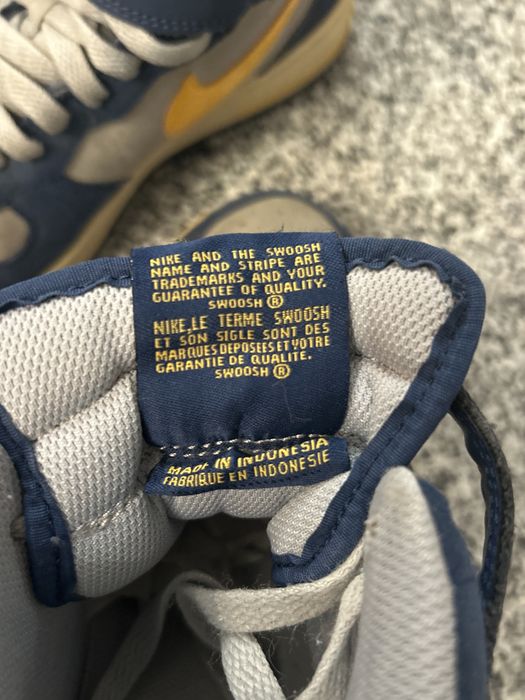 NIKE AND THE SWOOSH
NAME AND STRIPE ARE
TRADEMARKS AND YOUR
GUARANTEE OF QUALITY.
SWOOSH ®
NIKE,LE TERME SWOOSH
ET SON SIGLE SONT DES
MARQUES DEPOSEES ET VOTRE
GARANTIE DE QUALITE.
SWOOSH ®
MADE IN INDONESIA
FABRIQUE EN INDONESIE